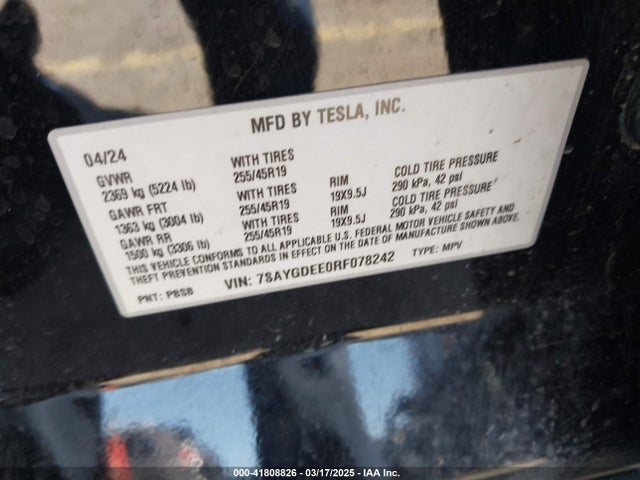 MFD BY TESLA, INC.
04/24
GVWR WITH TIRES
2369 kg (5224 lb) 255/45R19 RIM COLD TIRE PRESSURE
GAWR FRT WITH TIRES 19X9.5J 290 kPa, 42 psi
1363 kg (3004 lb) 255/45R19 RIM COLD TIRE PRESSURE
GAWR RR WITH TIRES 19X9.5J 290 kPa, 42 psi
1500 kg (3306 lb) 255/45R19
THIS VEHICLE CONFORMS TO ALL APPLICABLE U.S. FEDERAL MOTOR VEHICLE SAFETY AND
THEFT PREVENTION STANDARDS IN EFFECT ON THE DATE OF MANUFACTURE SHOWN ABOVE.
PNT: PBSB VIN: 7SAYGDEE0RF078242 TYPE: MPV
000-41808826 - 03/17/2025 - IAA Inc.